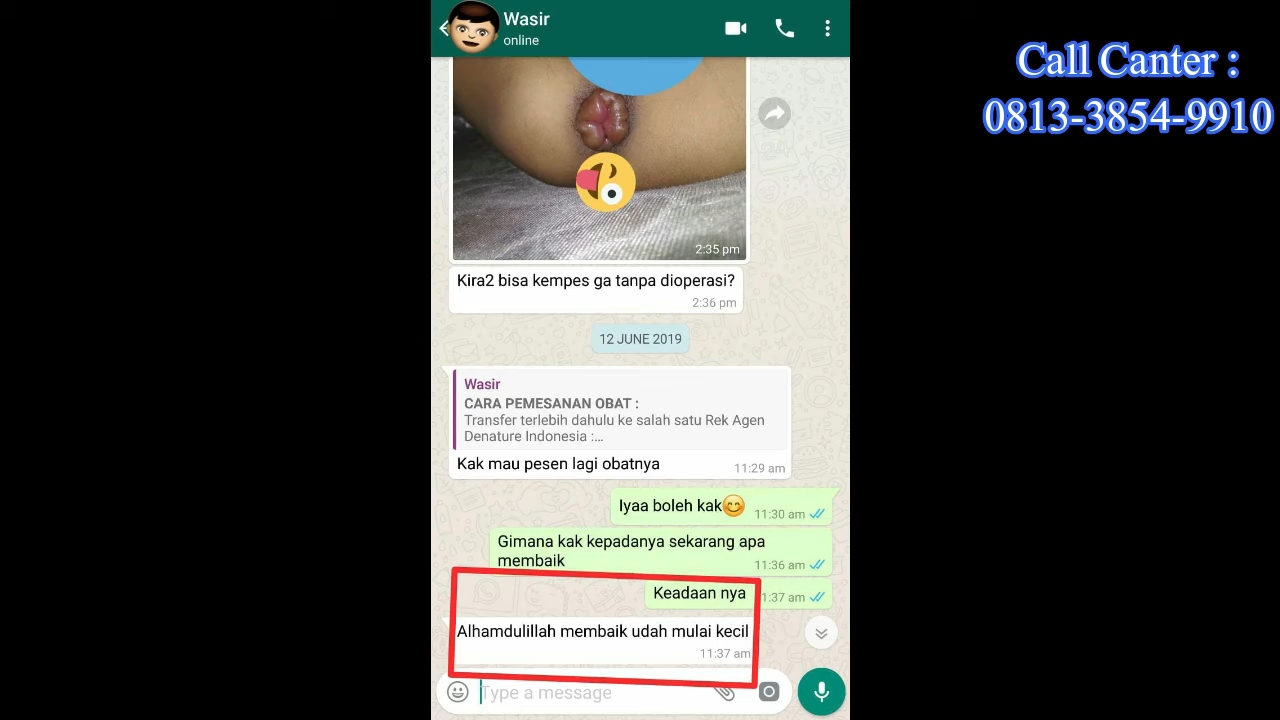 Wasir
online
Call Canter :
0813-3854-9910
2:35 pm
Kira2 bisa kempes ga tanpa dioperasi?
2:36 pm
12 JUNE 2019
Wasir
CARA PEMESANAN OBAT :
Transfer terlebih dahulu ke salah satu Rek Agen
Denature Indonesia :...
Kak mau pesen lagi obatnya
11:29 am
Iyaa boleh kak😊
11:30 am
Gimana kak kepadanya sekarang apa
membaik
11:36 am
Keadaan nya
1:37 am
Alhamdulillah membaik udah mulai kecil
11:37 am
Type a message